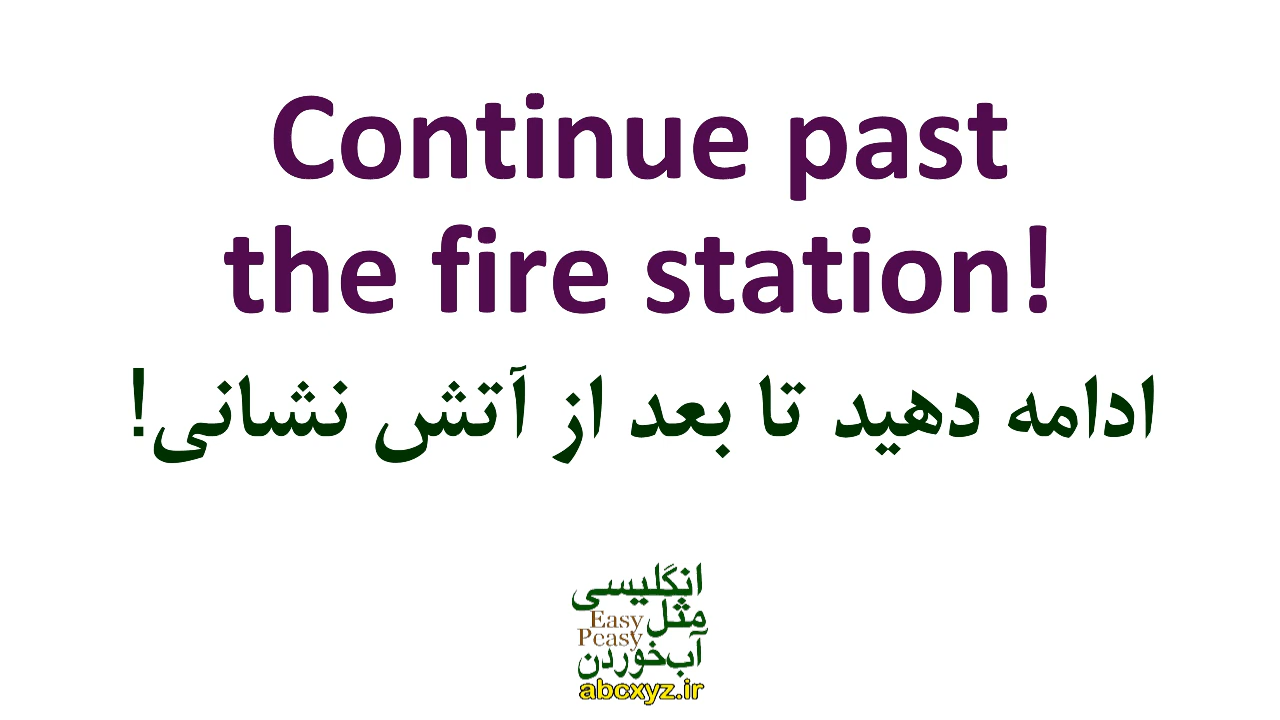 Continue past
the fire station!
ادامه دهید تا بعد از آتش نشانی!
انگلیسی
مثل
Easy
Peasy
آب‌خوردن
abcxyz.ir